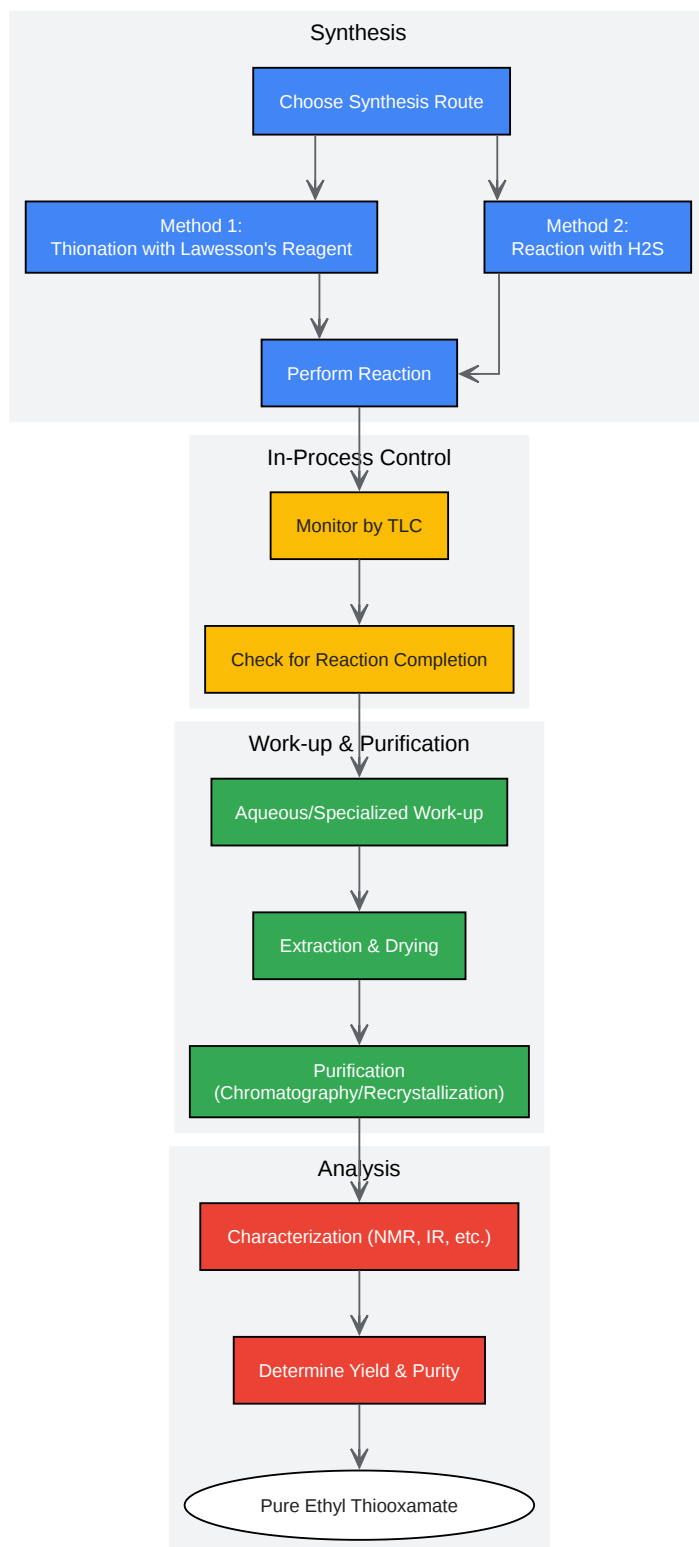 Synthesis
Choose Synthesis Route
Method 1:
Thionation with Lawesson's Reagent
Method 2:
Reaction with H2S
Perform Reaction
In-Process Control
Monitor by TLC
Check for Reaction Completion
Work-up & Purification
Aqueous/Specialized Work-up
Extraction & Drying
Purification
(Chromatography/Recrystallization)
Analysis
Characterization (NMR, IR, etc.)
Determine Yield & Purity
Pure Ethyl Thiooxamate